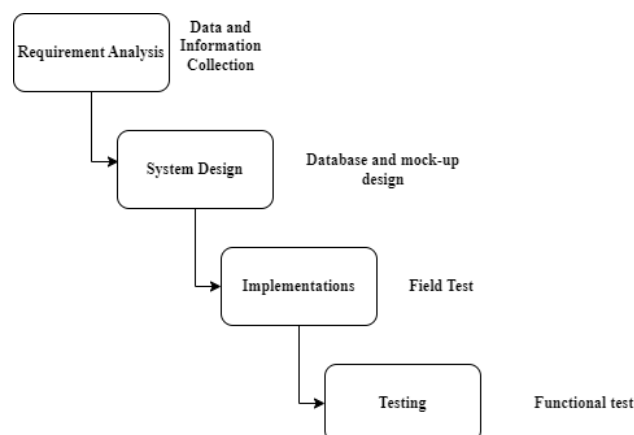 Requirement Analysis
Data and
Information
Collection
System Design
Database and mock-up
design
Implementations
Field Test
Testing
Functional test